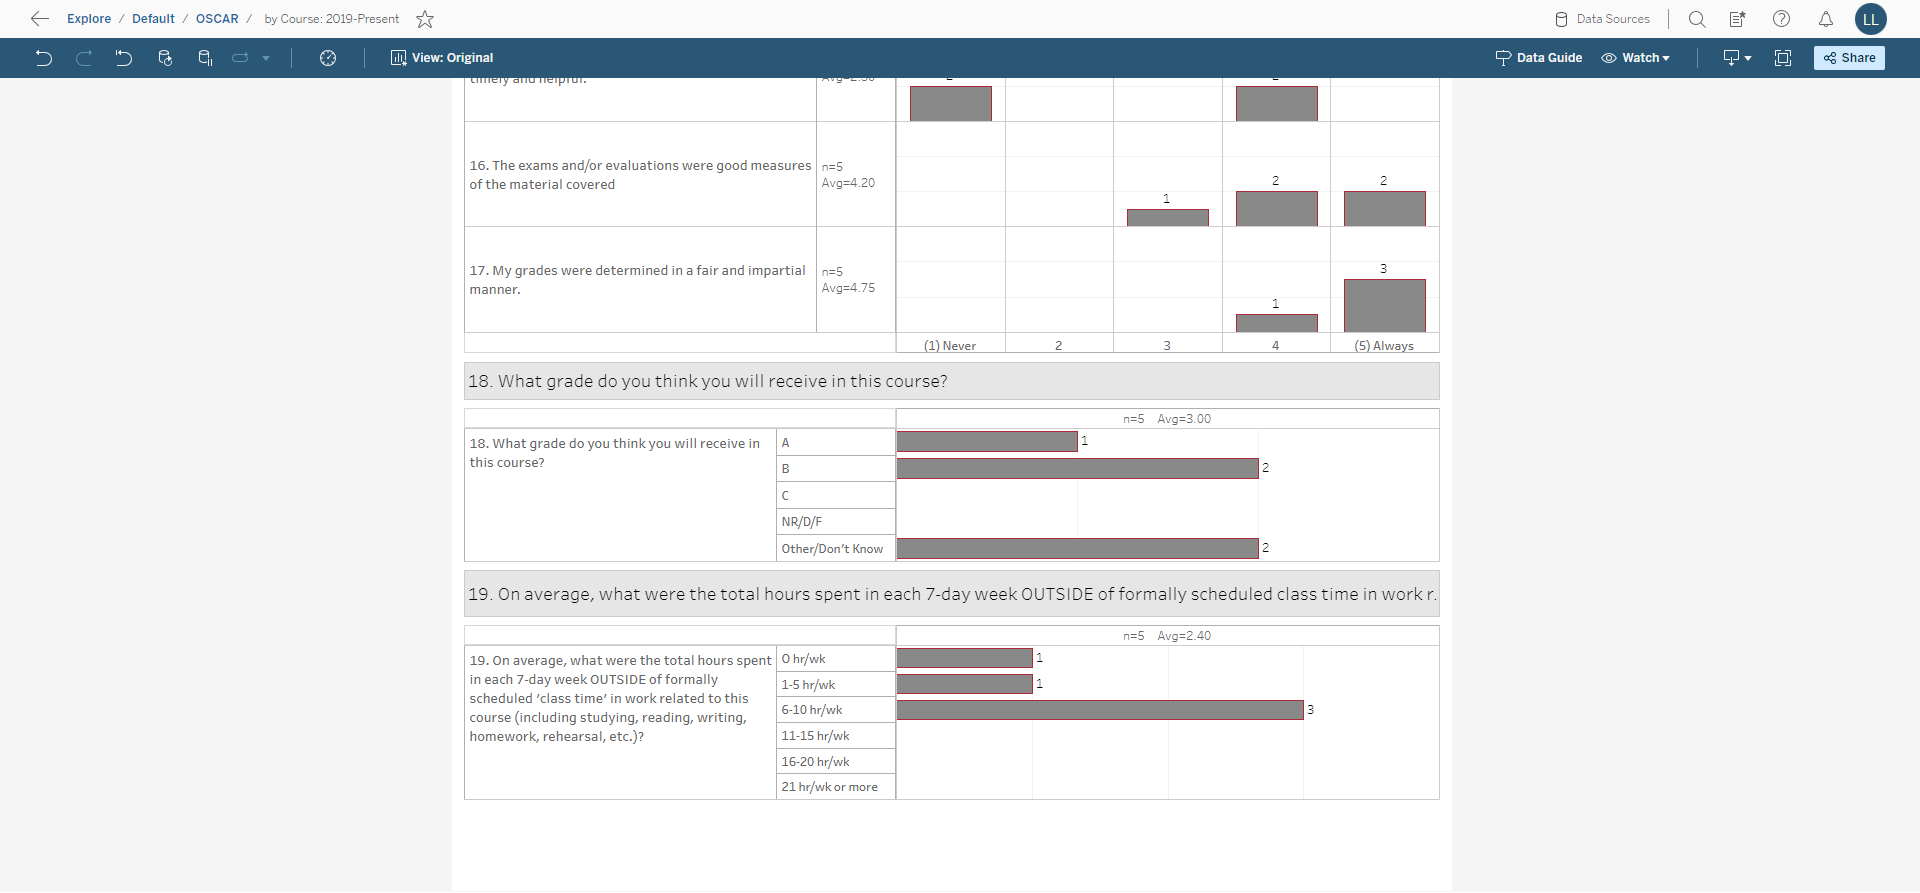 Explore / Default / OSCAR / by Course: 2019-Present
Data Sources
LL
View: Original
Data Guide
Watch
Share
timely and helpful.
Avg=2.50
2
2
16. The exams and/or evaluations were good measures
of the material covered
n=5
Avg=4.20
1
2
2
17. My grades were determined in a fair and impartial
manner.
n=5
Avg=4.75
1
3
(1) Never
2
3
4
(5) Always
18. What grade do you think you will receive in this course?
n=5 Avg=3.00
18. What grade do you think you will receive in
this course?
A
1
B
2
C
NR/D/F
Other/Don't Know
2
19. On average, what were the total hours spent in each 7-day week OUTSIDE of formally scheduled class time in work r.
n=5 Avg=2.40
19. On average, what were the total hours spent
in each 7-day week OUTSIDE of formally
scheduled ‘class time’ in work related to this
course (including studying, reading, writing,
homework, rehearsal, etc.)?
0 hr/wk
1
1-5 hr/wk
1
6-10 hr/wk
3
11-15 hr/wk
16-20 hr/wk
21 hr/wk or more